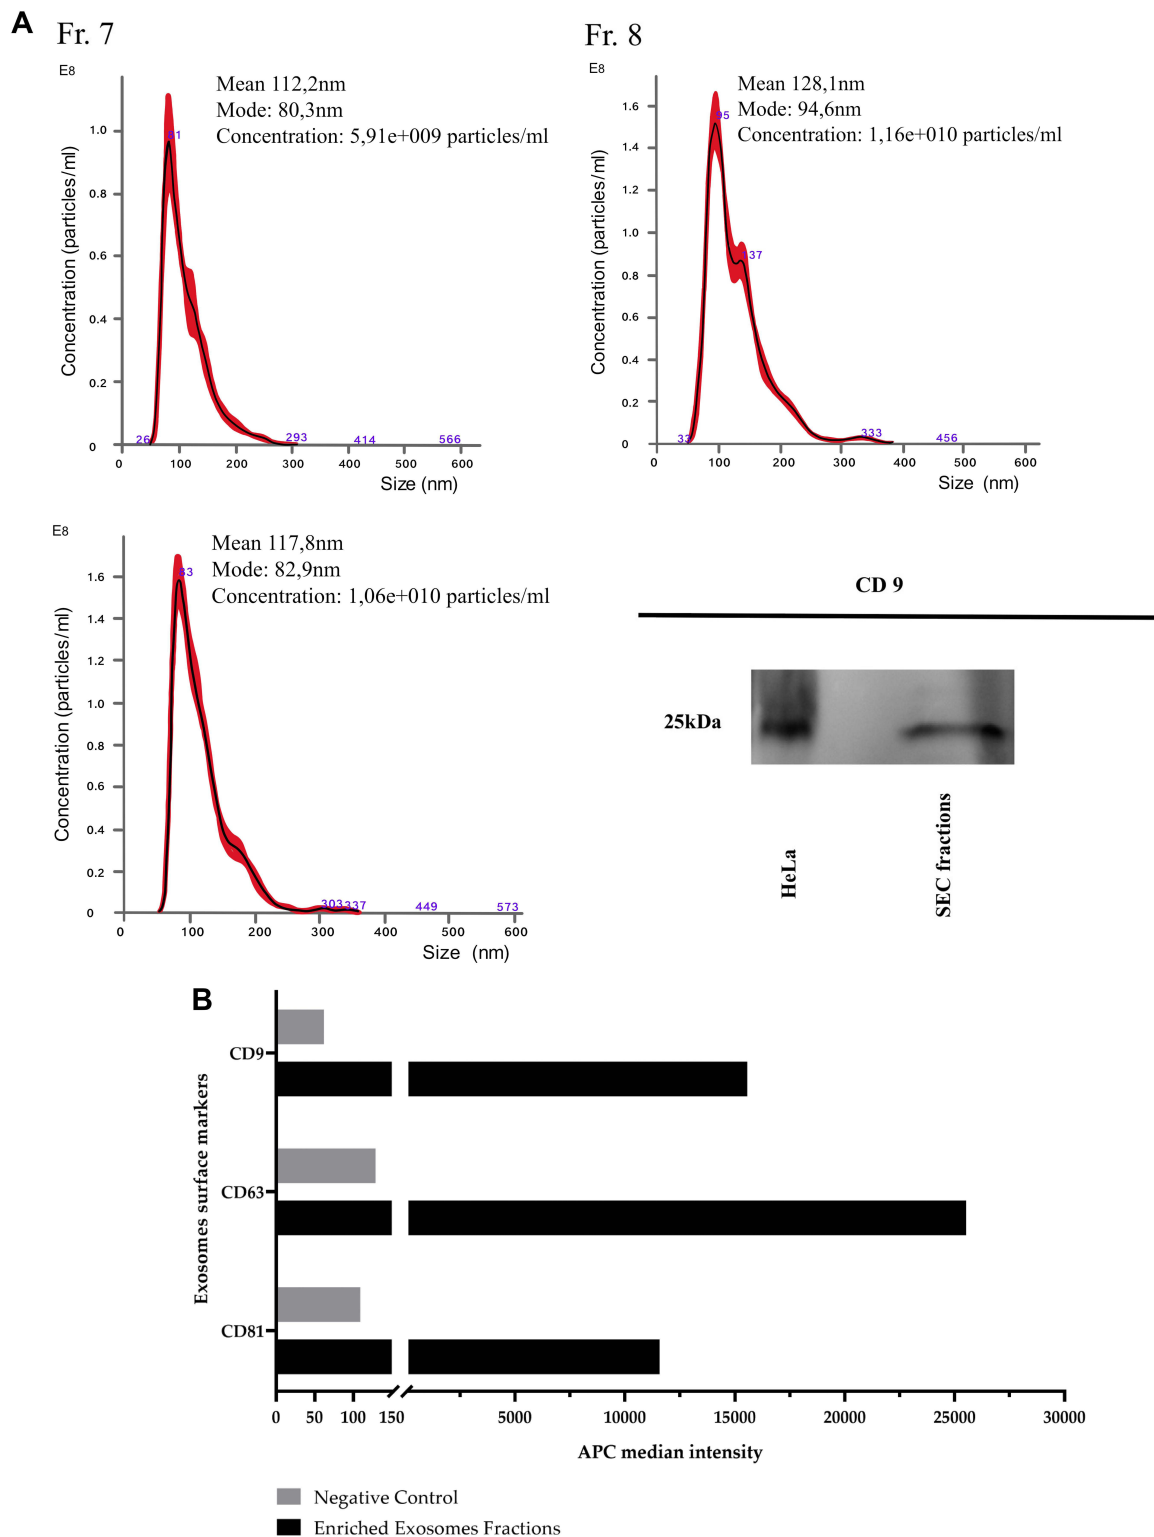 A
Fr. 7
E8
Mean 112,2nm
Mode: 80,3nm
Concentration: 5,91e+009 particles/ml
Concentration (particles/ml)
1.0
0.8
0.6
0.4
0.2
0
81
26
293
414
566
0 100 200 300 400 500 600
Size (nm)
Fr. 8
E8
Mean 128,1nm
Mode: 94,6nm
Concentration: 1,16e+010 particles/ml
Concentration (particles/ml)
1.6
1.4
1.2
1.0
0.8
0.6
0.4
0.2
0
95
137
33
333
456
0 100 200 300 400 500 600
Size (nm)
E8
Mean 117,8nm
Mode: 82,9nm
Concentration: 1,06e+010 particles/ml
Concentration (particles/ml)
1.6
1.4
1.2
1.0
0.8
0.6
0.4
0.2
0
83
303
337
449
573
0 100 200 300 400 500 600
Size (nm)
CD 9
25kDa
HeLa
SEC fractions
B
Exosomes surface markers
CD9
CD63
CD81
0 50 100 150 5000 10000 15000 20000 25000 30000
APC median intensity
Negative Control
Enriched Exosomes Fractions